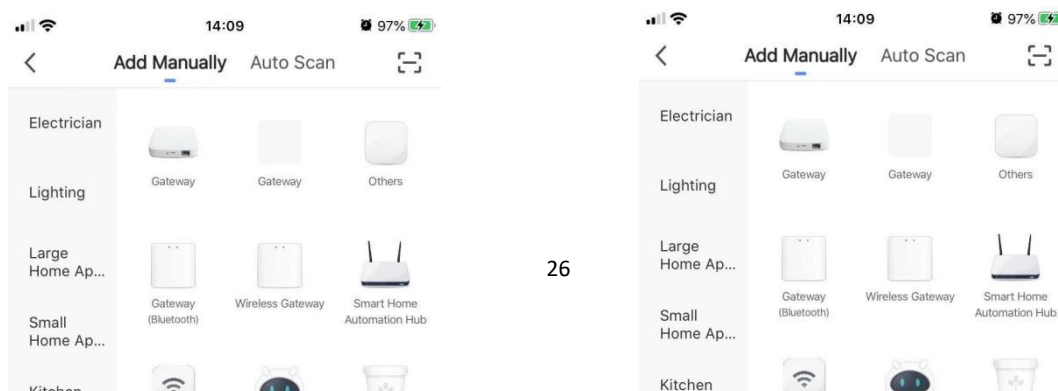 14:09
97%
Add Manually Auto Scan
Electrician
Gateway Gateway Others
Lighting
Large
Home Ap...
Gateway
(Bluetooth)
Wireless Gateway
Smart Home
Automation Hub
Small
Home Ap...
Kitchen
26
14:09
97%
Add Manually Auto Scan
Electrician
Gateway Gateway Others
Lighting
Large
Home Ap...
Gateway
(Bluetooth)
Wireless Gateway
Smart Home
Automation Hub
Small
Home Ap...
Kitchen